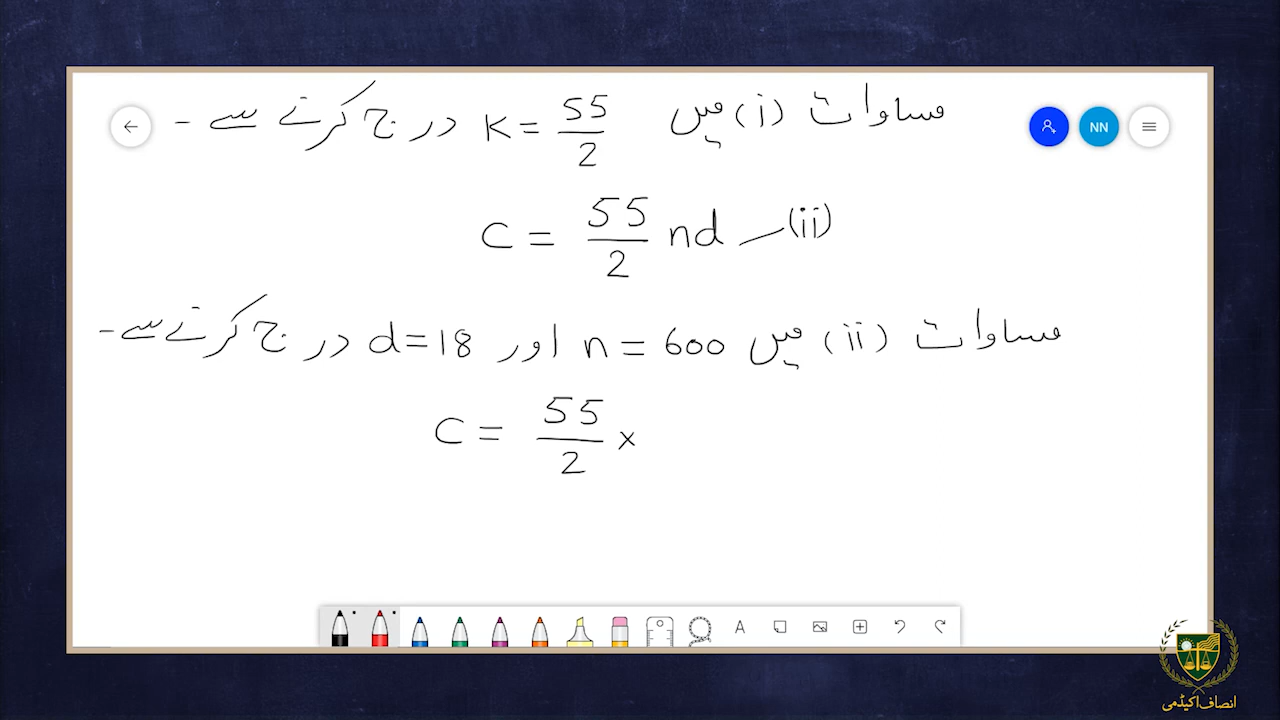 مساوات (i) میں K = 55/2 درج کرنے سے -
C = 55/2 nd —(ii)
مساوات (ii) میں n = 600 اور d=18 درج کرنے سے -
C = 55/2 ×
NN
A
انصاف اکیڈمی